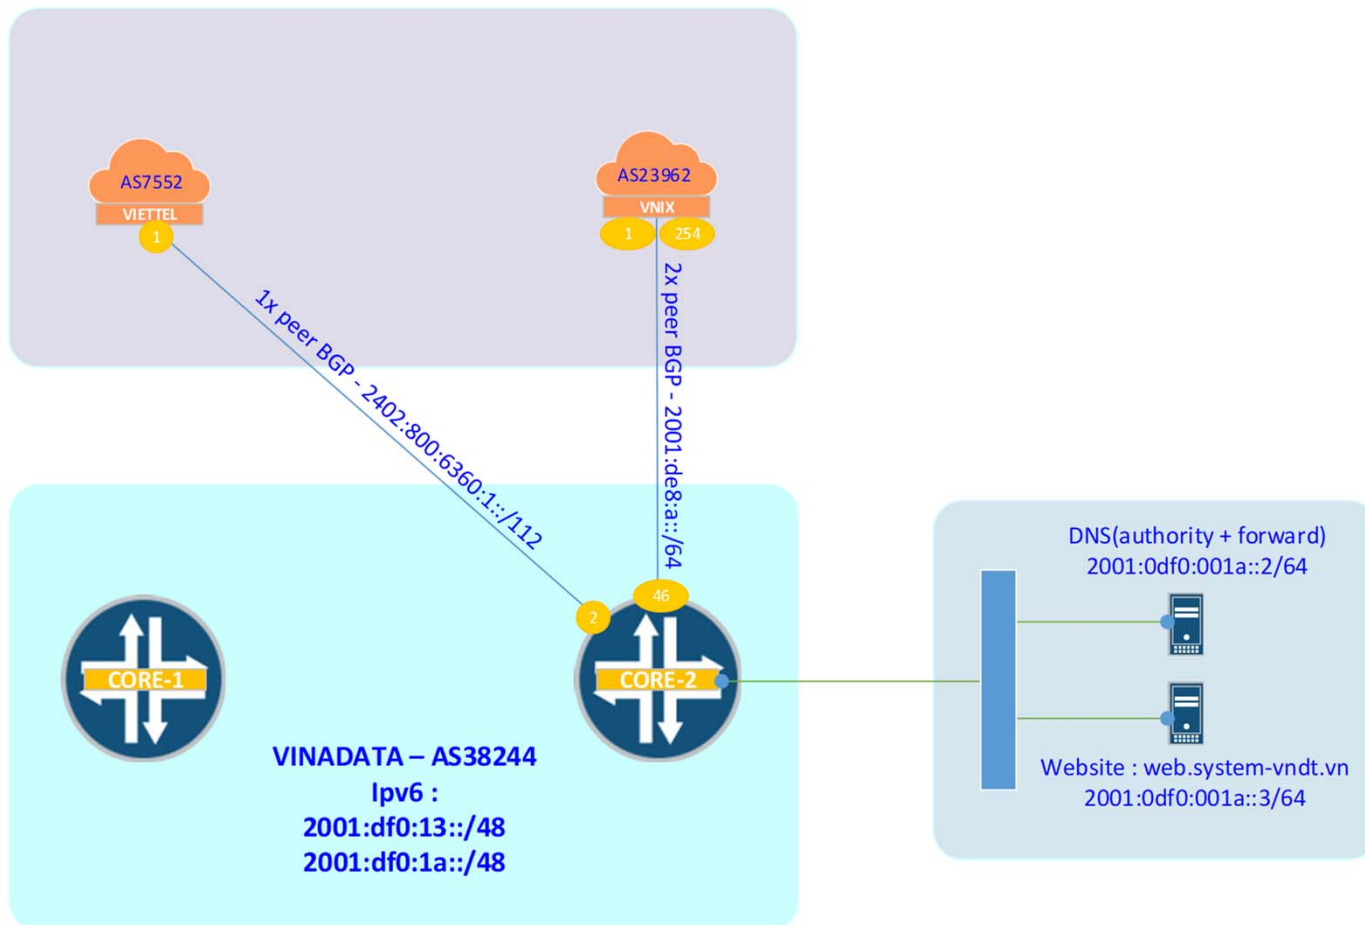 AS7552
VIETTEL
1
AS23962
VNIX
1
254
1x peer BGP - 2402:800:6360:1::/112
2x peer BGP - 2001:de8:a::/64
2
46
CORE-1
CORE-2
VINADATA – AS38244
Ipv6 :
2001:df0:13::/48
2001:df0:1a::/48
DNS(authority + forward)
2001:0df0:001a::2/64
Website : web.system-vndt.vn
2001:0df0:001a::3/64